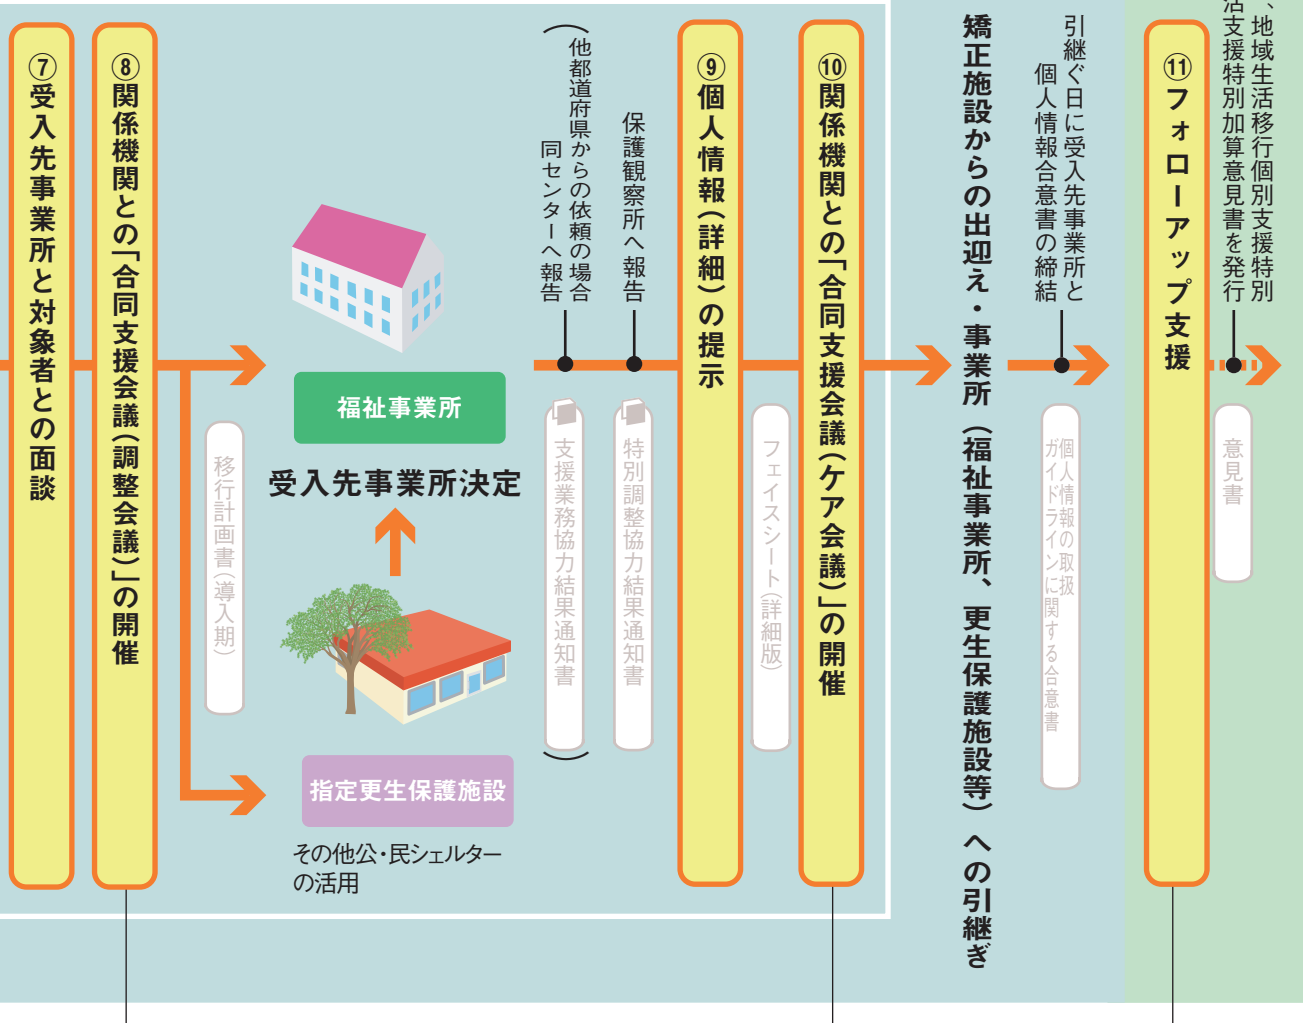 ⑦受入先事業所と対象者との面談
⑧関係機関との「合同支援会議（調整会議）」の開催
移行計画書（導入期）
福祉事業所
受入先事業所決定
指定更生保護施設
その他公・民シェルター
の活用
（他都道府県からの依頼の場合
同センターへ報告
支援業務協力結果通知書）
保護観察所へ報告
特別調整協力結果通知書
⑨個人情報（詳細）の提示
フェイスシート（詳細版）
⑩関係機関との「合同支援会議（ケア会議）」の開催
矯正施設からの出迎え・事業所（福祉事業所、更生保護施設等）への引継ぎ
引継ぐ日に受入先事業所と
個人情報合意書の締結
個人情報の取扱
ガイドラインに関する合意書
⑪フォローアップ支援
、地域生活移行個別支援特別
活支援特別加算意見書を発行
意見書